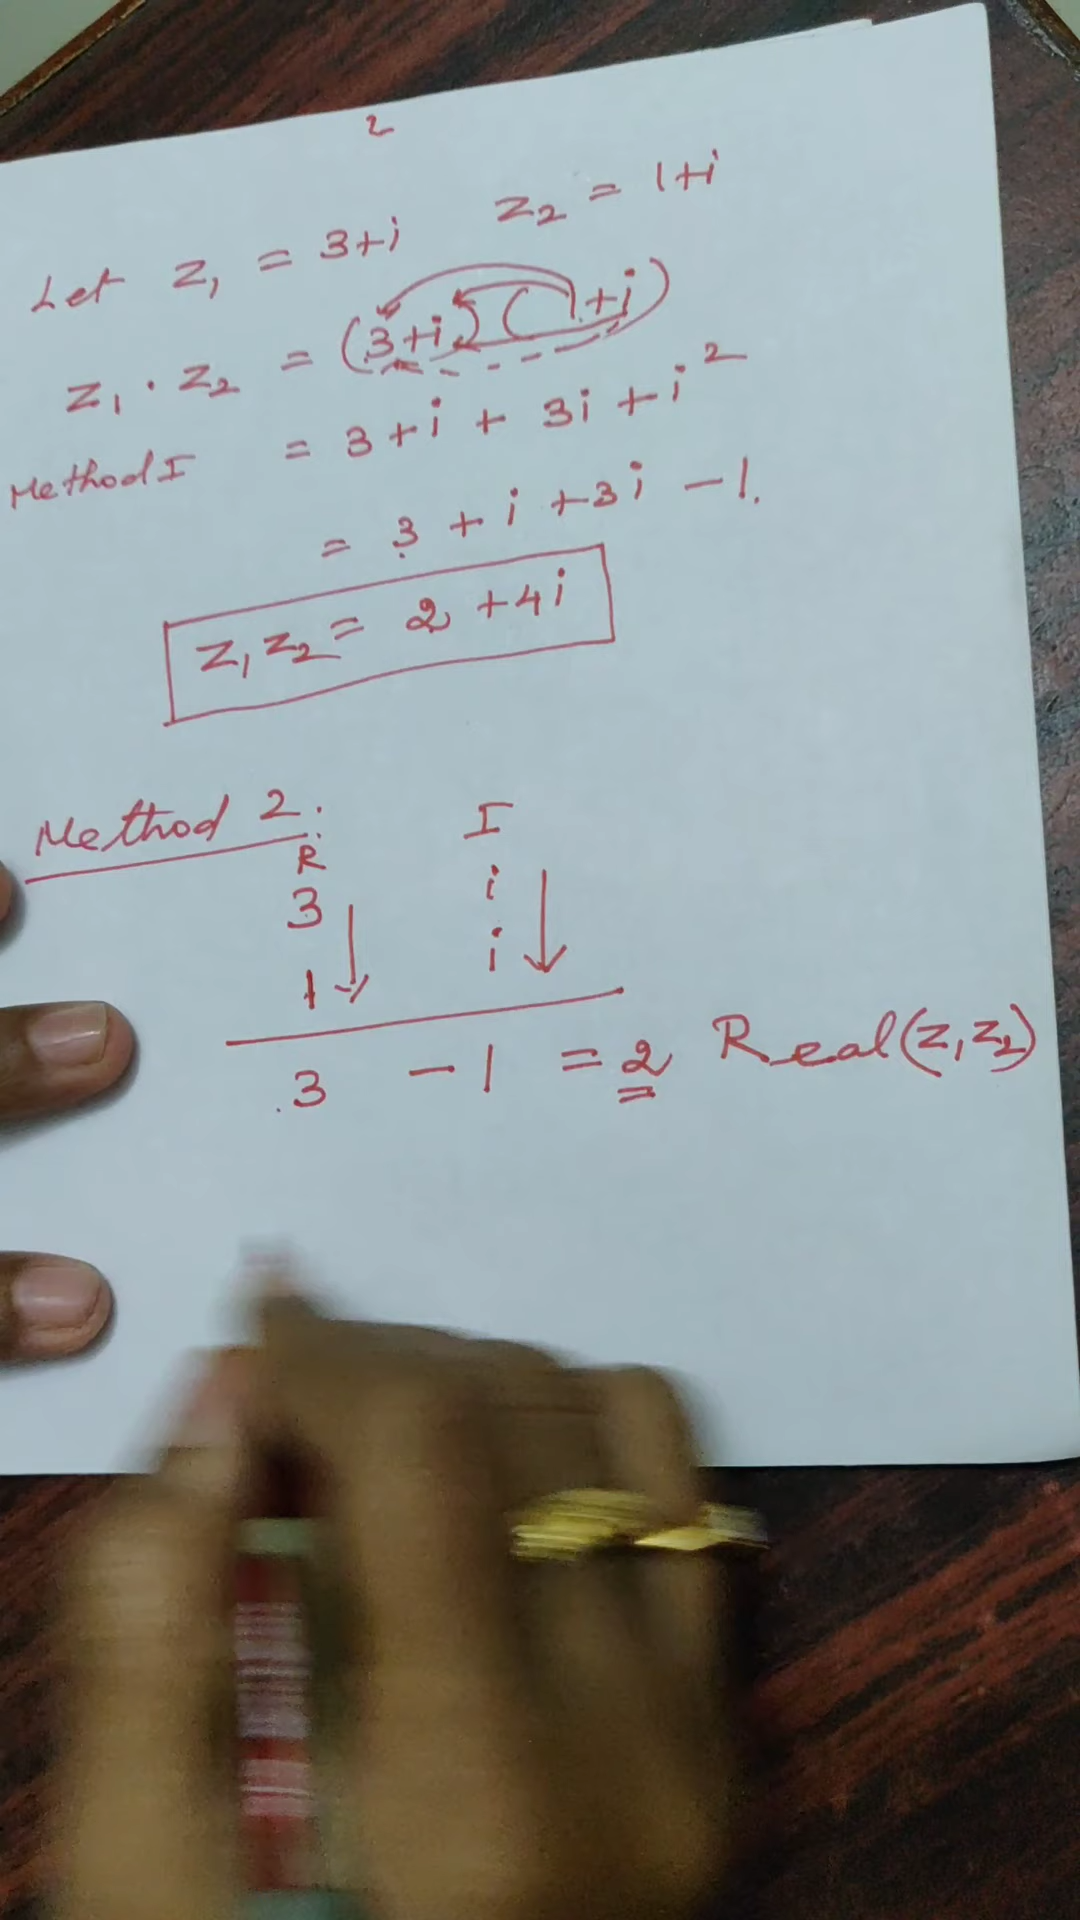 2
Let z₁ = 3+i z₂ = 1+i
z₁ · z₂ = (3+i) (1+i)
Method I = 3 + i + 3i + i²
= 3 + i + 3i - 1.
z₁z₂ = 2 + 4i
Method 2:
R I
3 i
1 i
3 - 1 = 2 Real(z₁z₂)